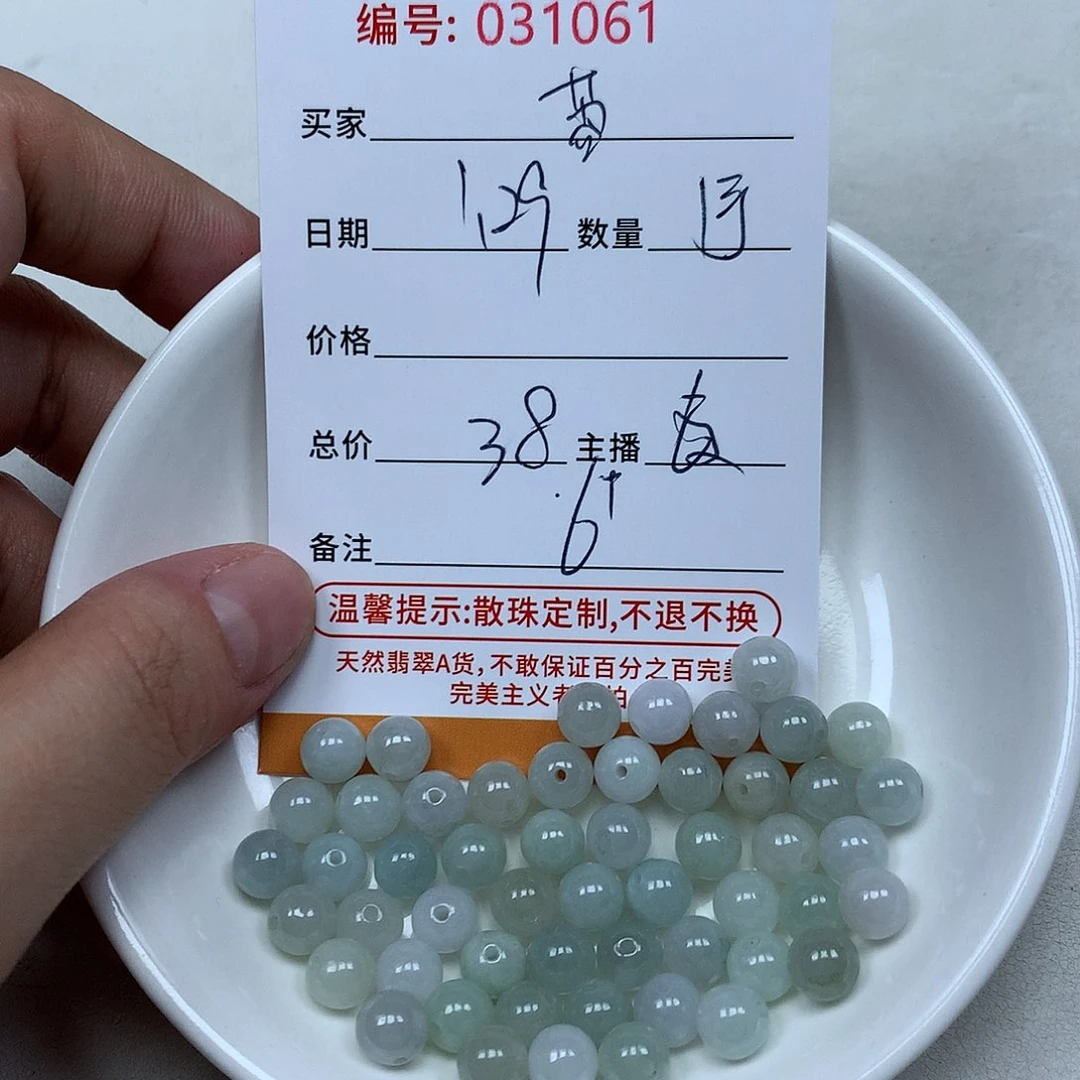 编号: 031061
买家
日期 1.29 数量
价格
总价 38 主播
备注 6+
温馨提示:散珠定制,不退不换
天然翡翠A货,不敢保证百分之百完美
完美主义者